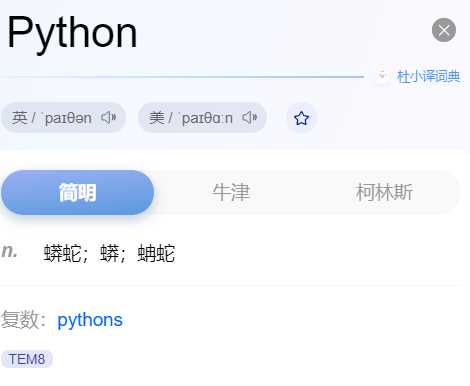 Python
杜小译词典
英 / ˈpaɪθən 美 / ˈpaɪθɑːn
简明 牛津 柯林斯
n. 蟒蛇；蟒；蚺蛇
复数：pythons
TEM8